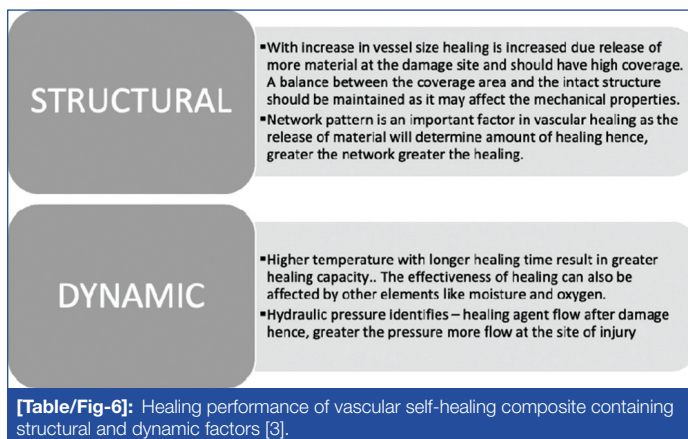 STRUCTURAL
▪With increase in vessel size healing is increased due release of
more material at the damage site and should have high coverage.
A balance between the coverage area and the intact structure
should be maintained as it may affect the mechanical properties.
▪Network pattern is an important factor in vascular healing as the
release of material will determine amount of healing hence,
greater the network greater the healing.
DYNAMIC
▪Higher temperature with longer healing time result in greater
healing capacity.. The effectiveness of healing can also be
affected by other elements like moisture and oxygen.
▪Hydraulic pressure identifies – healing agent flow after damage
hence, greater the pressure more flow at the site of injury
[Table/Fig-6]: Healing performance of vascular self-healing composite containing
structural and dynamic factors [3].